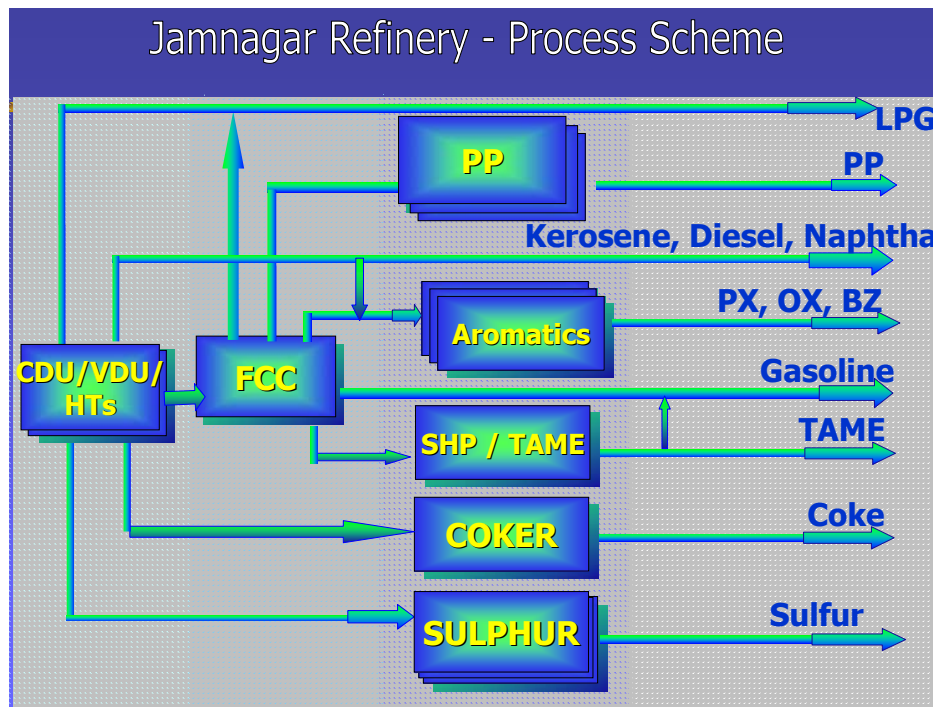 Jamnagar Refinery - Process Scheme
LPG
PP
PP
Kerosene, Diesel, Naphtha
PX, OX, BZ
Aromatics
CDU/VDU/
HTs
FCC
Gasoline
SHP / TAME
TAME
COKER
Coke
SULPHUR
Sulfur